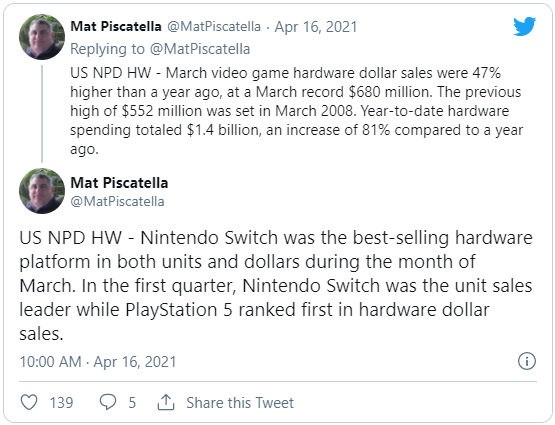 Mat Piscatella @MatPiscatella · Apr 16, 2021
Replying to @MatPiscatella
US NPD HW - March video game hardware dollar sales were 47%
higher than a year ago, at a March record $680 million. The previous
high of $552 million was set in March 2008. Year-to-date hardware
spending totaled $1.4 billion, an increase of 81% compared to a year
ago.
Mat Piscatella
@MatPiscatella
US NPD HW - Nintendo Switch was the best-selling hardware
platform in both units and dollars during the month of
March. In the first quarter, Nintendo Switch was the unit sales
leader while PlayStation 5 ranked first in hardware dollar
sales.
10:00 AM · Apr 16, 2021
139 5 Share this Tweet